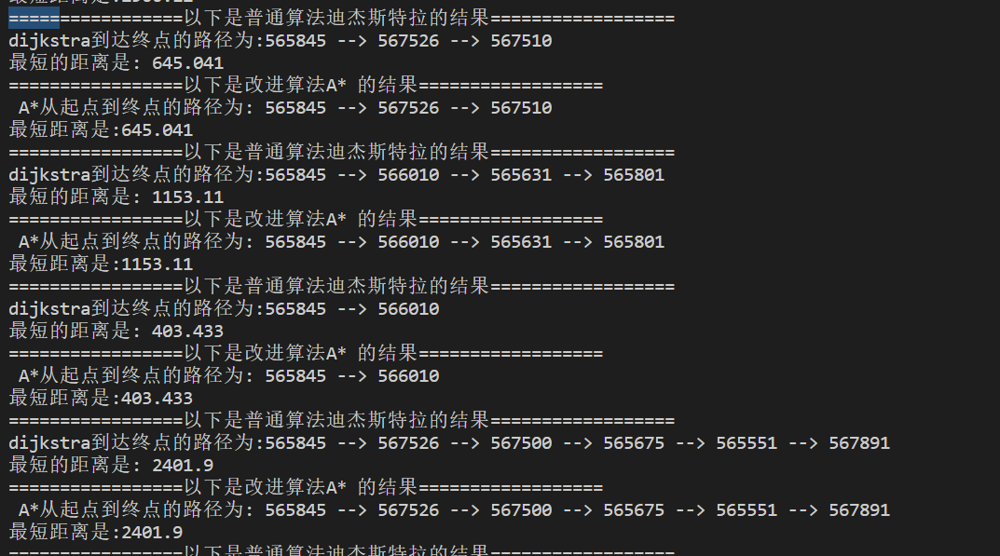 =================以下是普通算法迪杰斯特拉的结果==================
dijkstra到达终点的路径为:565845 --> 567526 --> 567510
最短的距离是: 645.041
=================以下是改进算法A* 的结果==================
 A*从起点到终点的路径为: 565845 --> 567526 --> 567510
最短距离是:645.041
=================以下是普通算法迪杰斯特拉的结果==================
dijkstra到达终点的路径为:565845 --> 566010 --> 565631 --> 565801
最短的距离是: 1153.11
=================以下是改进算法A* 的结果==================
 A*从起点到终点的路径为: 565845 --> 566010 --> 565631 --> 565801
最短距离是:1153.11
=================以下是普通算法迪杰斯特拉的结果==================
dijkstra到达终点的路径为:565845 --> 566010
最短的距离是: 403.433
=================以下是改进算法A* 的结果==================
 A*从起点到终点的路径为: 565845 --> 566010
最短距离是:403.433
=================以下是普通算法迪杰斯特拉的结果==================
dijkstra到达终点的路径为:565845 --> 567526 --> 567500 --> 565675 --> 565551 --> 567891
最短的距离是: 2401.9
=================以下是改进算法A* 的结果==================
 A*从起点到终点的路径为: 565845 --> 567526 --> 567500 --> 565675 --> 565551 --> 567891
最短距离是:2401.9
=================以下是普通算法迪杰斯特拉的结果==================